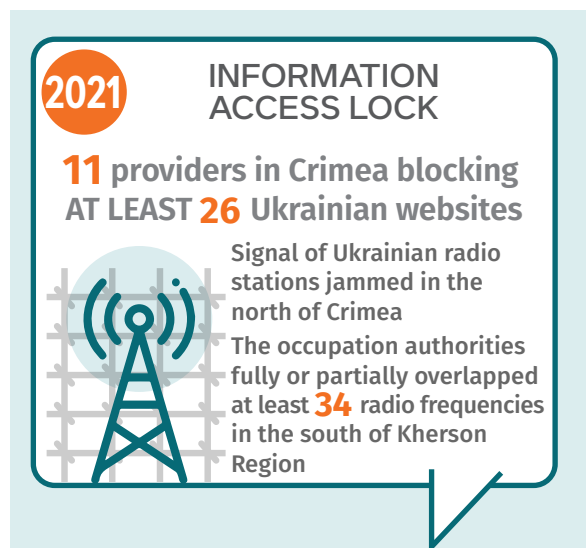 2021
INFORMATION
ACCESS LOCK
11 providers in Crimea blocking
AT LEAST 26 Ukrainian websites
Signal of Ukrainian radio
stations jammed in the
north of Crimea
The occupation authorities
fully or partially overlapped
at least 34 radio frequencies
in the south of Kherson
Region